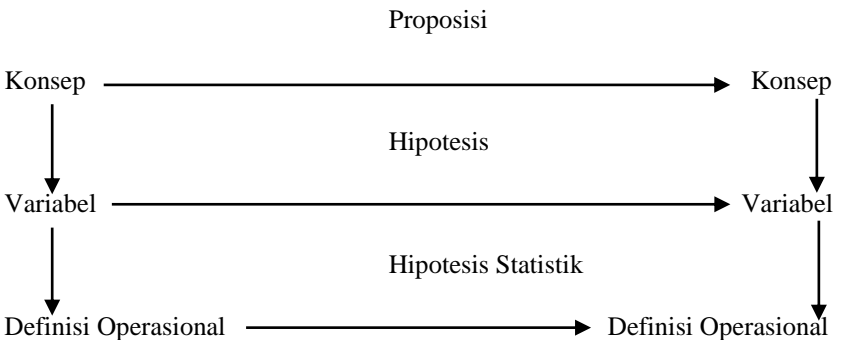 Proposisi
Konsep Konsep
Hipotesis
Variabel Variabel
Hipotesis Statistik
Definisi Operasional Definisi Operasional